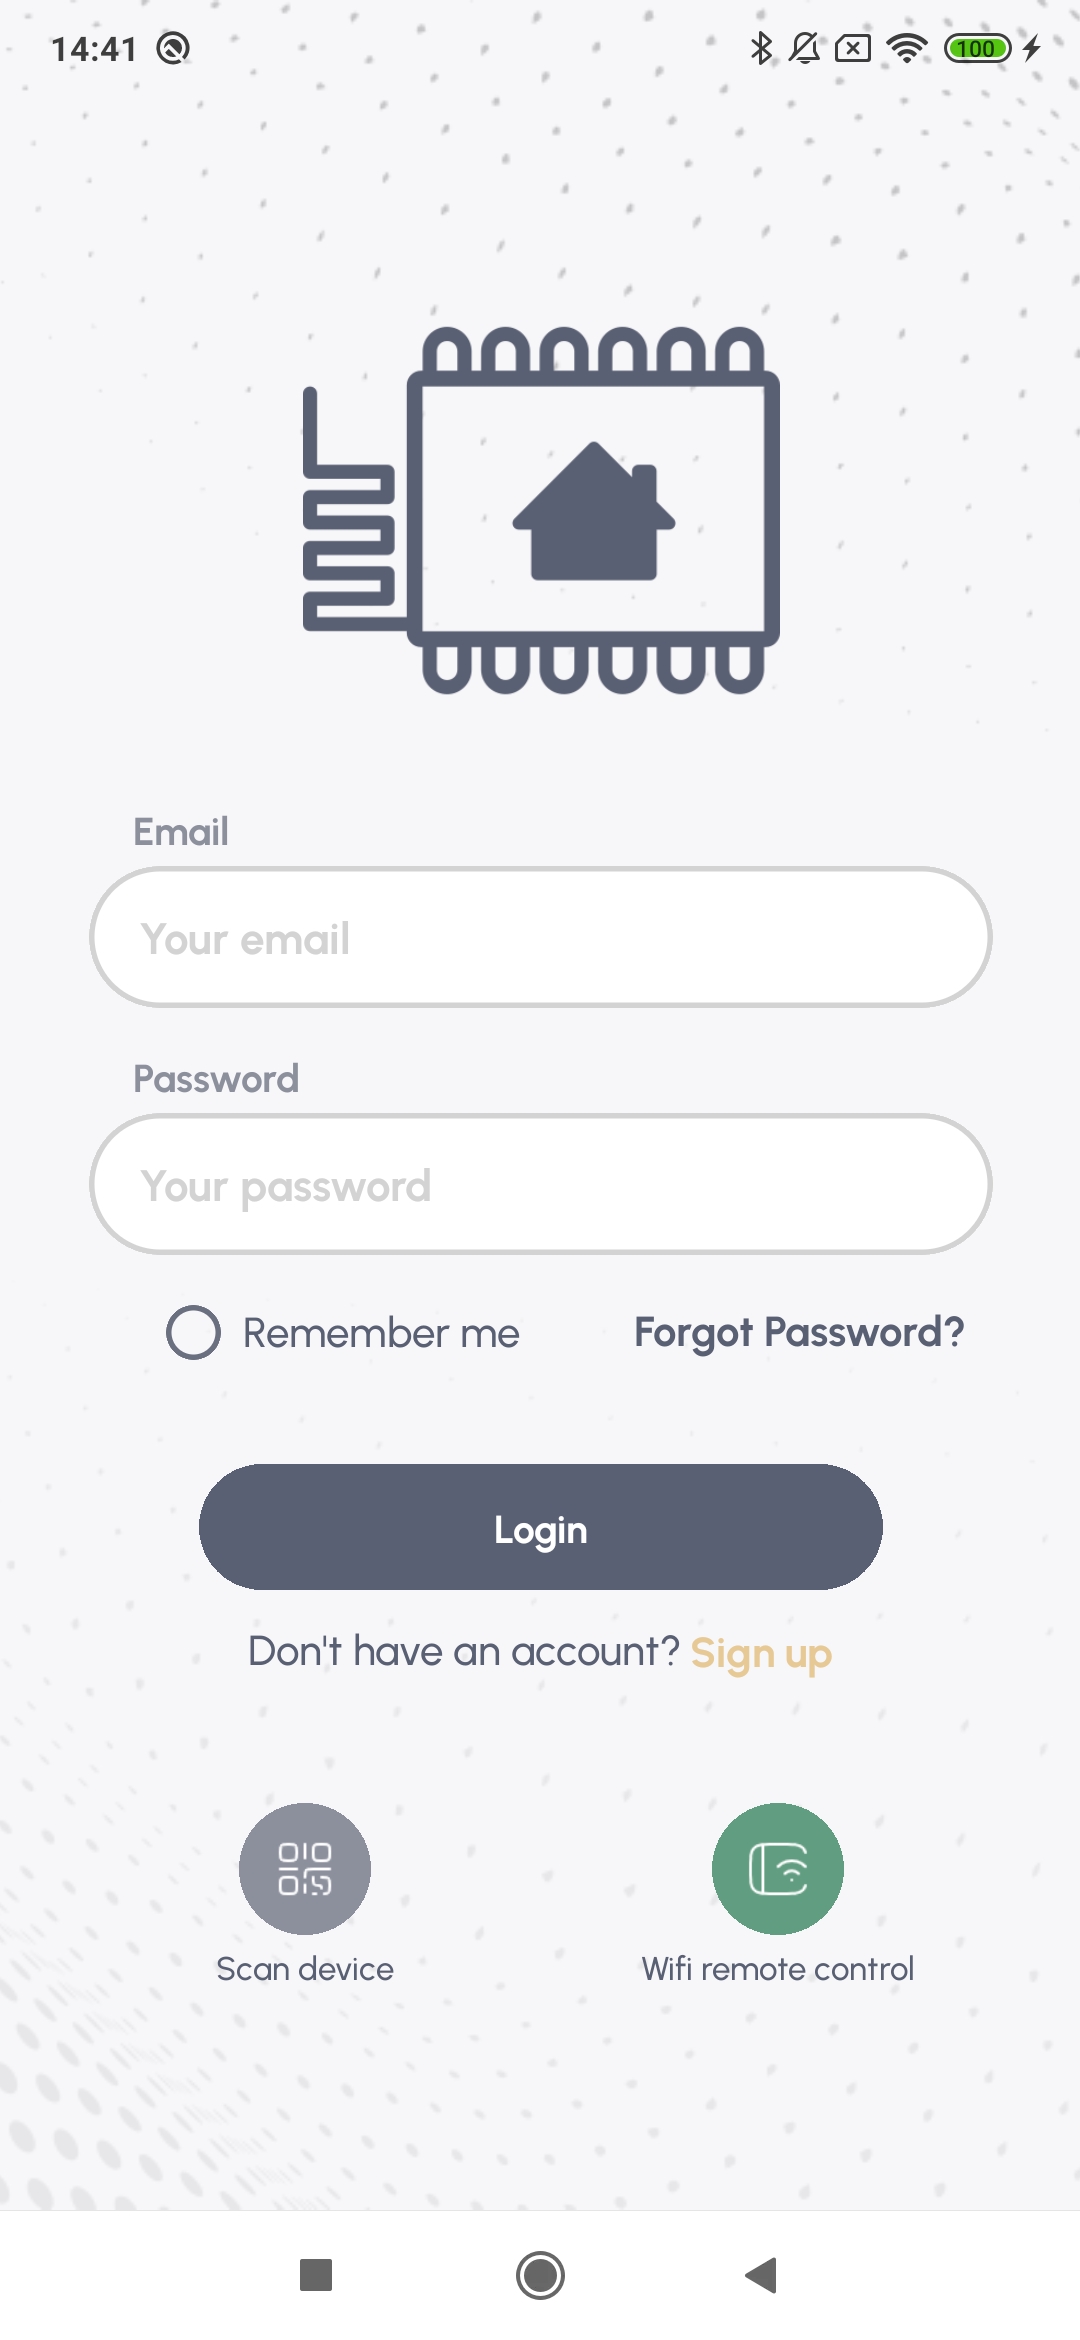 14:41
100
Email
Your email
Password
Your password
Remember me
Forgot Password?
Login
Don't have an account? Sign up
Scan device
Wifi remote control